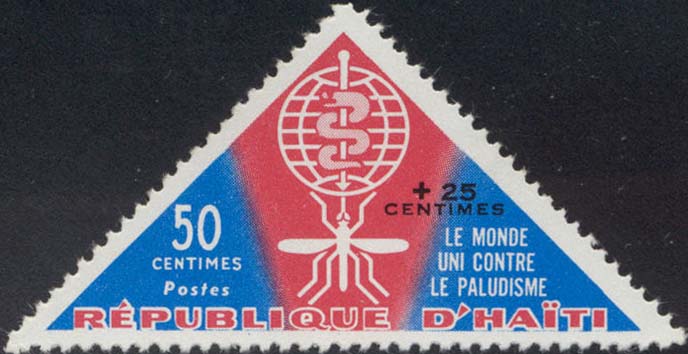 + 25
CENTIMES
50
CENTIMES
Postes
LE MONDE
UNI CONTRE
LE PALUDISME
RÉPUBLIQUE D'HAÏTI